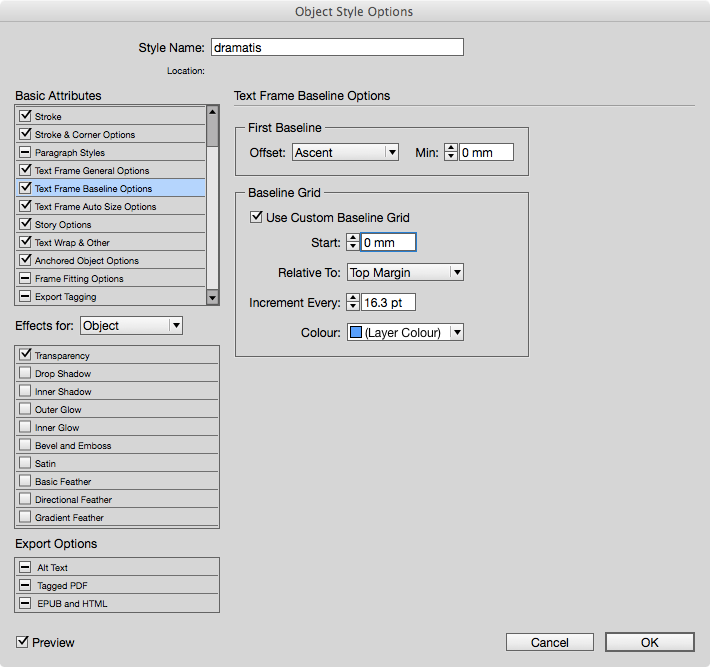 Object Style Options
Style Name: dramatis
Location:
Basic Attributes
Stroke
Stroke & Corner Options
Paragraph Styles
Text Frame General Options
Text Frame Baseline Options
Text Frame Auto Size Options
Story Options
Text Wrap & Other
Anchored Object Options
Frame Fitting Options
Export Tagging
Effects for: Object
Transparency
Drop Shadow
Inner Shadow
Outer Glow
Inner Glow
Bevel and Emboss
Satin
Basic Feather
Directional Feather
Gradient Feather
Export Options
Alt Text
Tagged PDF
EPUB and HTML
Preview
Text Frame Baseline Options
First Baseline
Offset: Ascent Min: 0 mm
Baseline Grid
Use Custom Baseline Grid
Start: 0 mm
Relative To: Top Margin
Increment Every: 16.3 pt
Colour: (Layer Colour)
Cancel OK